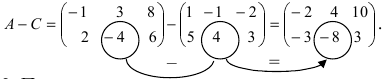 A − C = ( −1 3 8 ) − ( 1 −1 −2 ) = ( −2 4 10 ).
( 2 −4 6 ) ( 5 4 3 ) ( −3 −8 3 )
− =